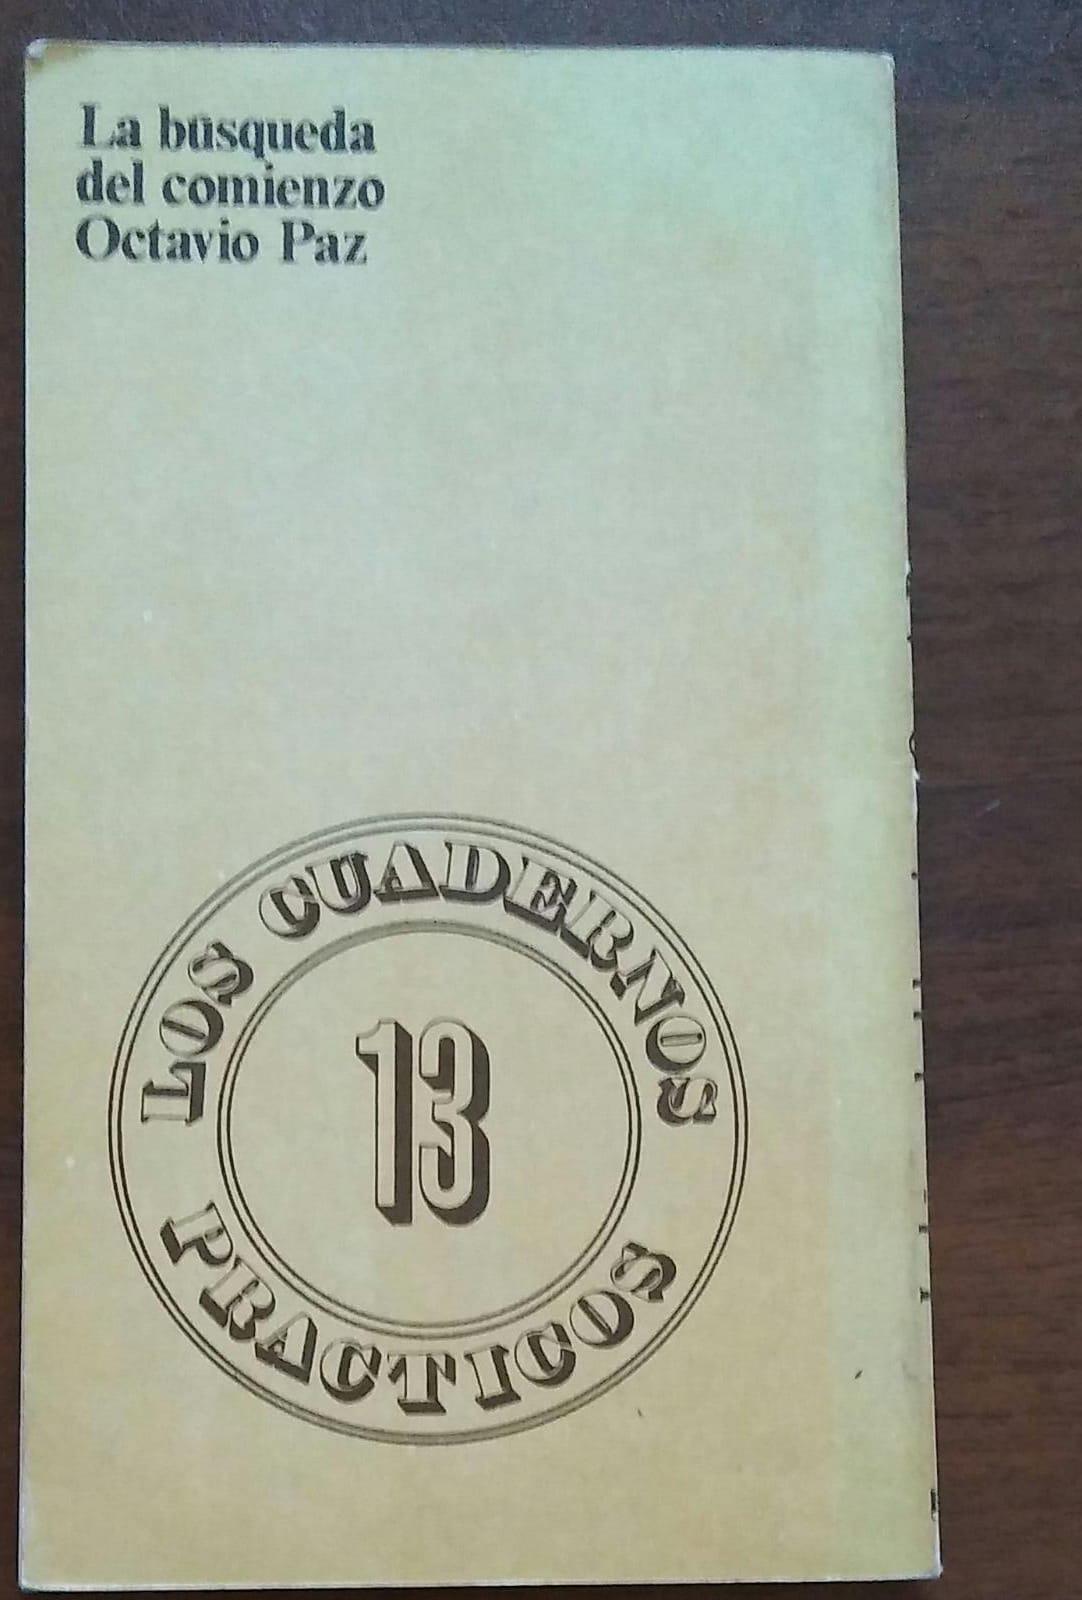 La búsqueda
del comienzo
Octavio Paz
LOS CUADERNOS
13
PRACTICOS